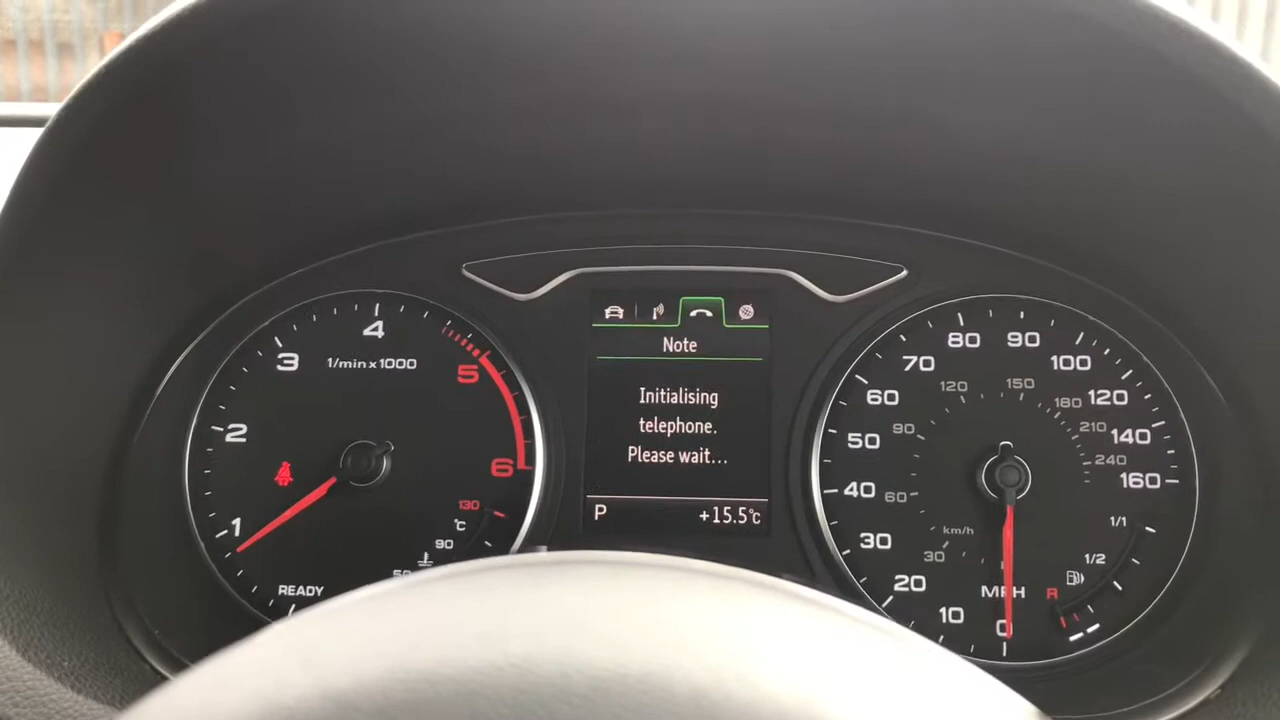 Note
Initialising
telephone.
Please wait...
P +15.5°C
1/min x 1000
1
2
3
4
5
6
READY
130
°C
90
MPH
0
10
20
30
40
50
60
70
80
90
100
120
140
160
km/h
30
60
90
120
150
180
210
240
1/1
1/2
R